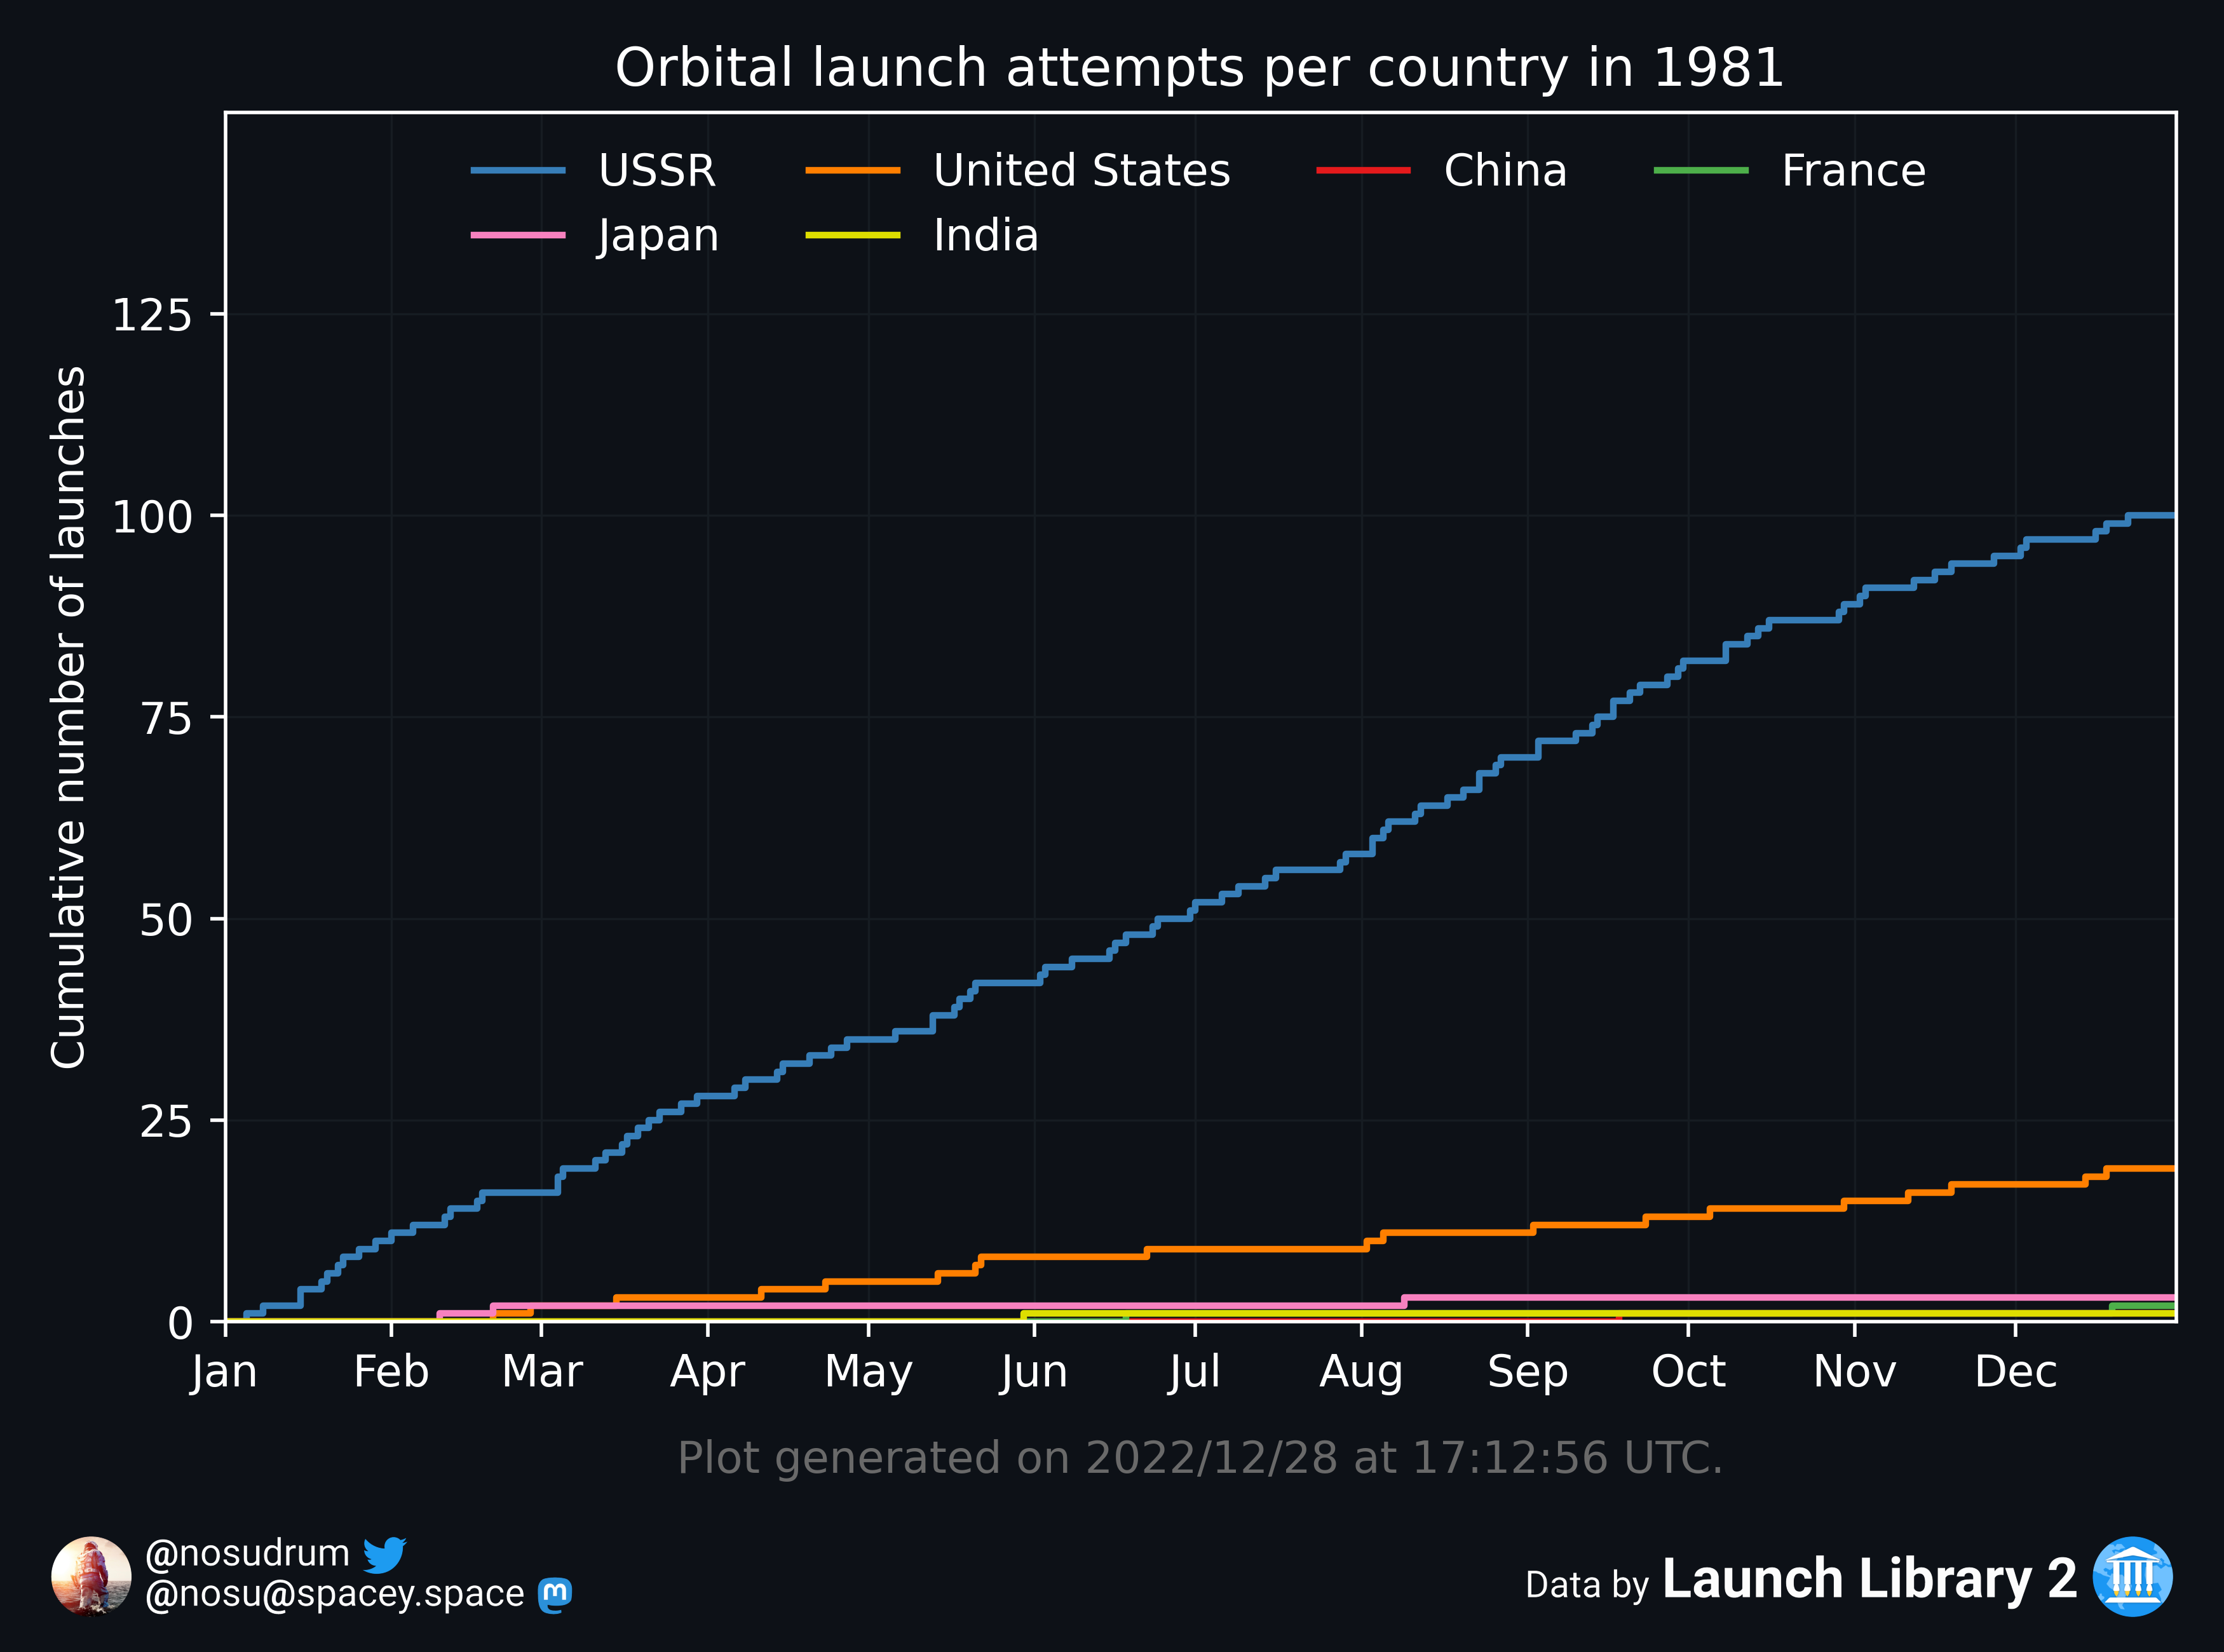 Orbital launch attempts per country in 1981
USSR United States China France
Japan India
Cumulative number of launches
125
100
75
50
25
0
Jan Feb Mar Apr May Jun Jul Aug Sep Oct Nov Dec
Plot generated on 2022/12/28 at 17:12:56 UTC.
@nosudrum
@nosu@spacey.space
Data by Launch Library 2